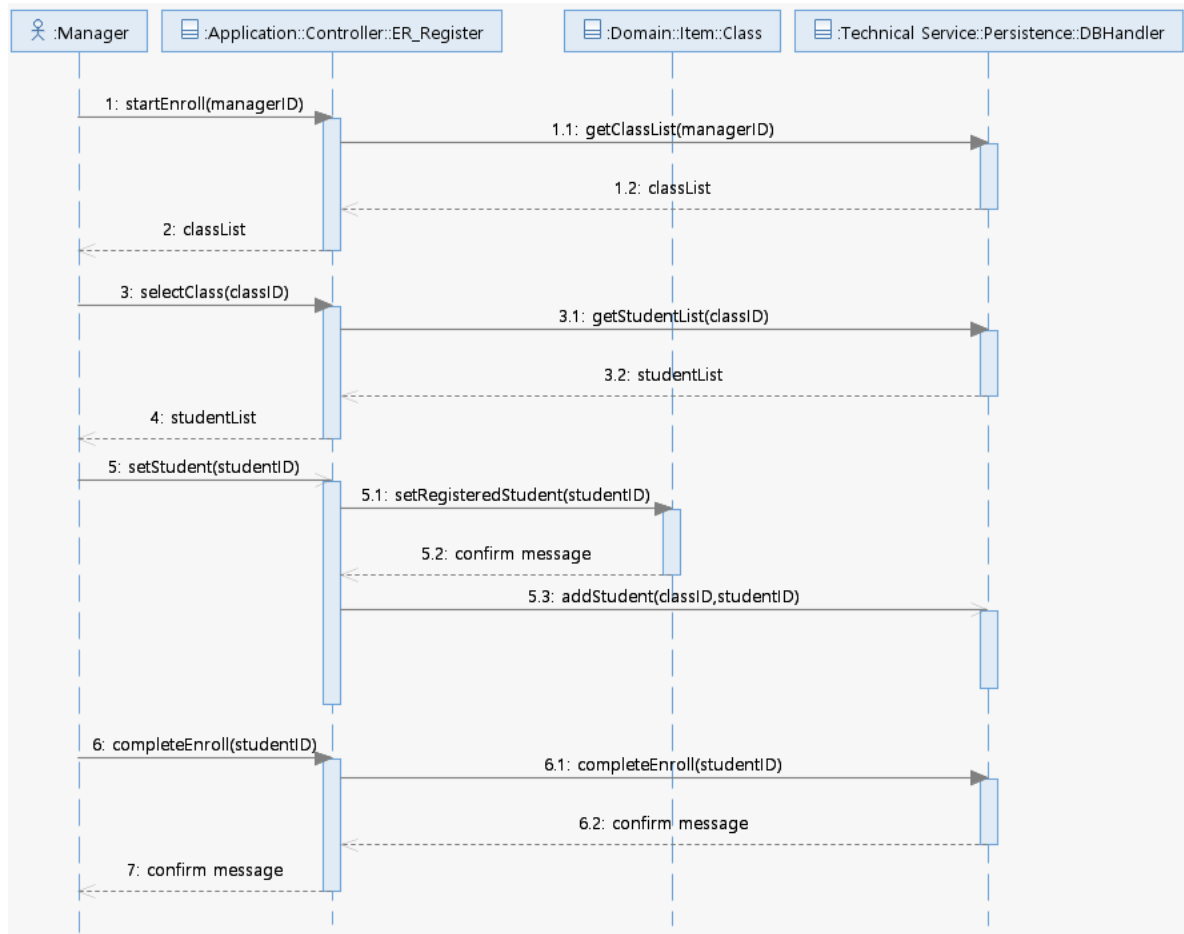 :Manager
:Application::Controller::ER_Register
:Domain::Item::Class
:Technical Service::Persistence::DBHandler
1: startEnroll(managerID)
1.1: getClassList(managerID)
1.2: classList
2: classList
3: selectClass(classID)
3.1: getStudentList(classID)
3.2: studentList
4: studentList
5: setStudent(studentID)
5.1: setRegisteredStudent(studentID)
5.2: confirm message
5.3: addStudent(classID,studentID)
6: completeEnroll(studentID)
6.1: completeEnroll(studentID)
6.2: confirm message
7: confirm message